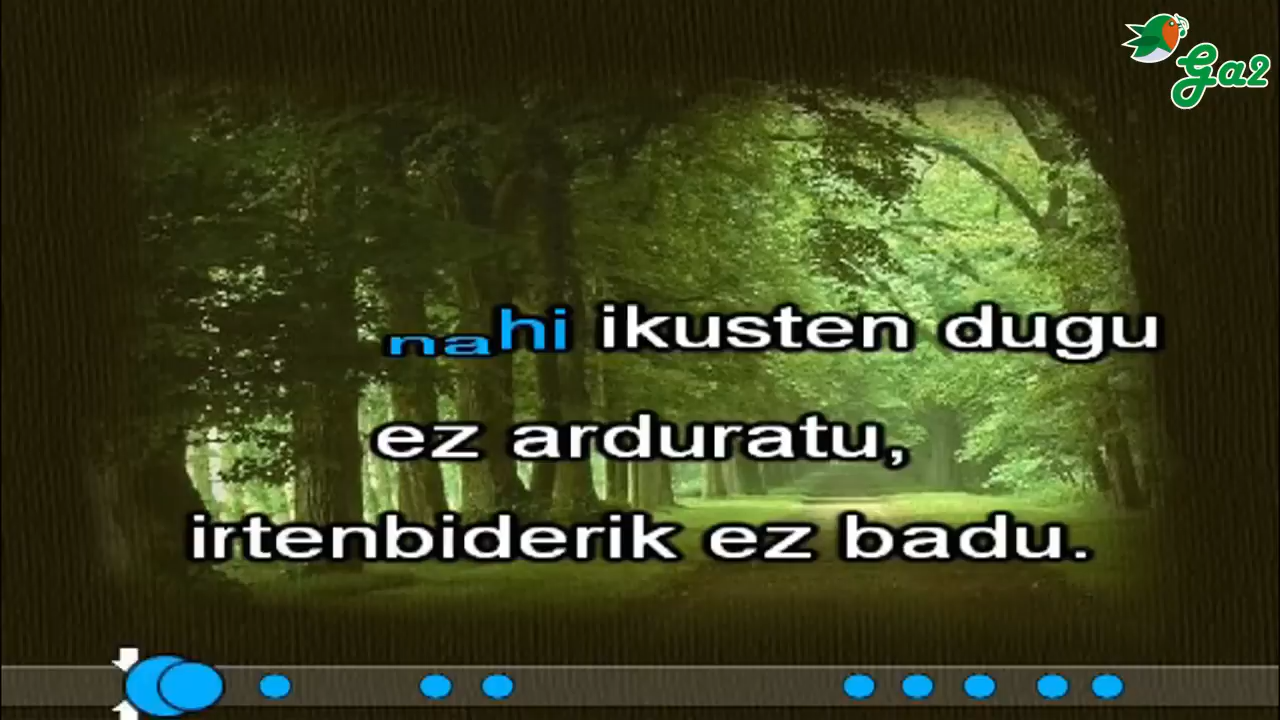 Ga2
nahi ikusten dugu
ez arduratu,
irtenbiderik ez badu.